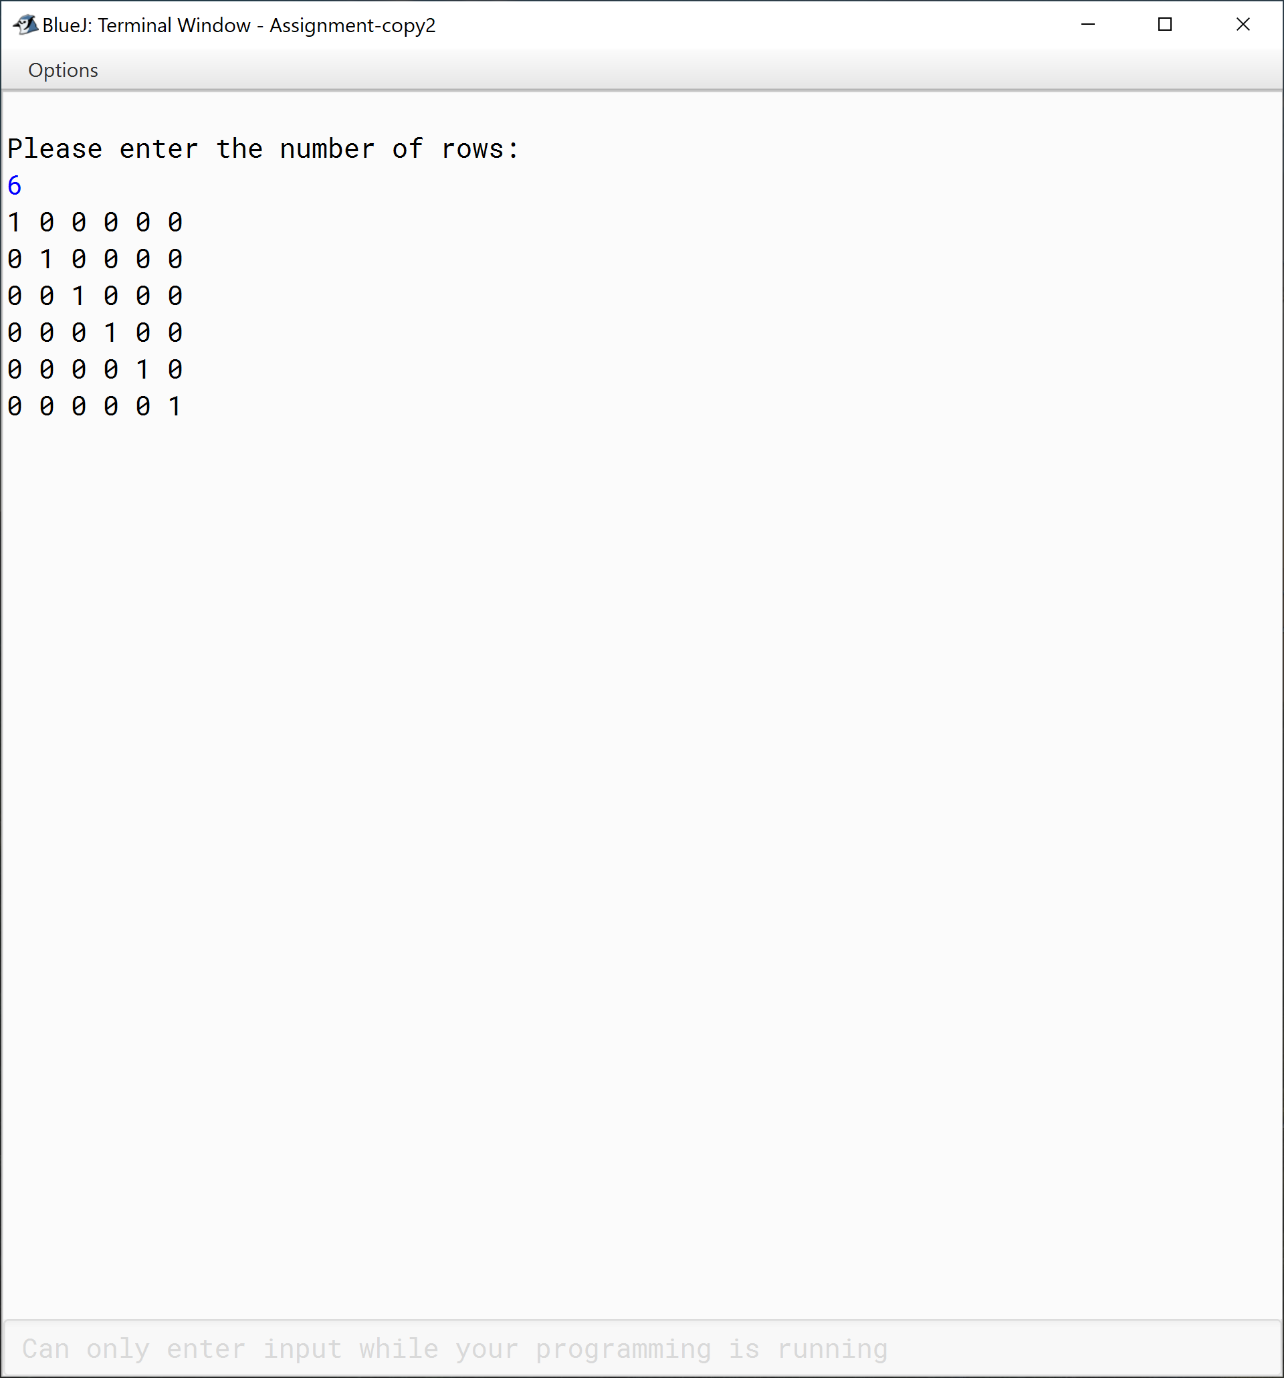 BlueJ: Terminal Window - Assignment-copy2
Options
Please enter the number of rows:
6
1 0 0 0 0 0
0 1 0 0 0 0
0 0 1 0 0 0
0 0 0 1 0 0
0 0 0 0 1 0
0 0 0 0 0 1
Can only enter input while your programming is running